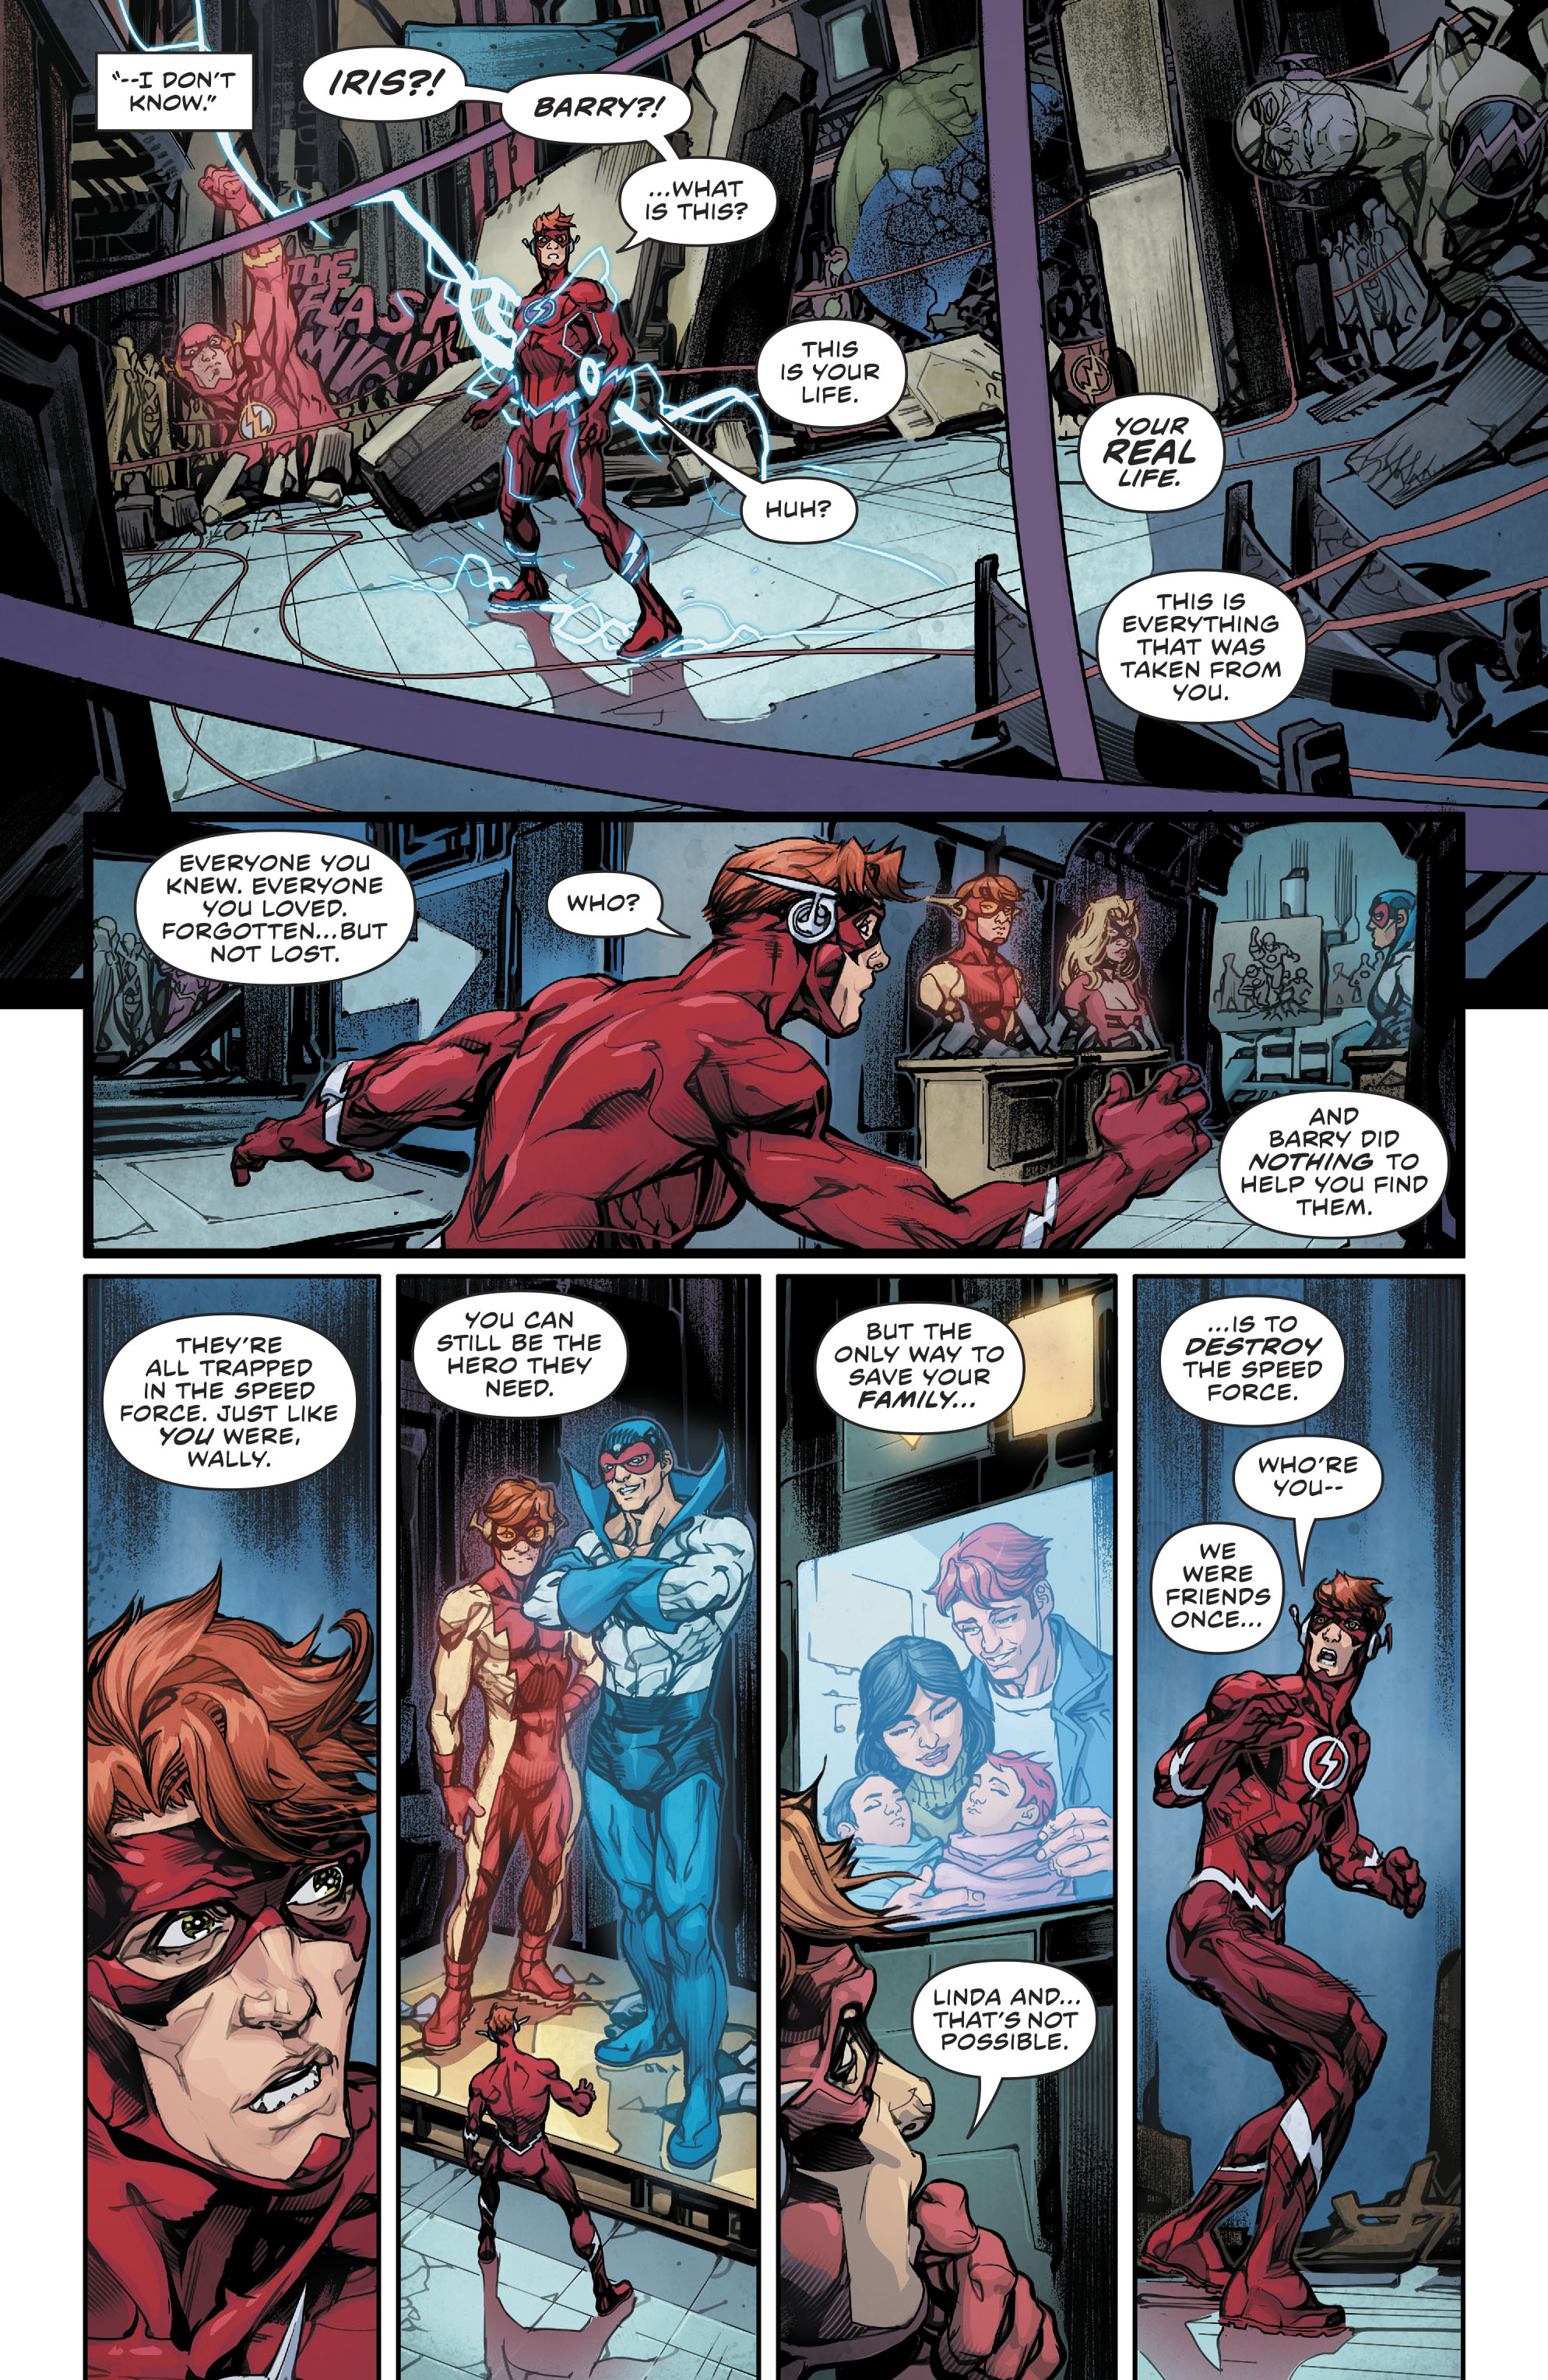 "--I DON'T
KNOW."
IRIS?!
BARRY?!
...WHAT
IS THIS?
THE
FLASH
THIS
IS YOUR
LIFE.
HUH?
YOUR
REAL
LIFE.
THIS IS
EVERYTHING
THAT WAS
TAKEN FROM
YOU.
EVERYONE YOU
KNEW. EVERYONE
YOU LOVED.
FORGOTTEN...BUT
NOT LOST.
WHO?
AND
BARRY DID
NOTHING TO
HELP YOU FIND
THEM.
THEY'RE
ALL TRAPPED
IN THE SPEED
FORCE. JUST LIKE
YOU WERE,
WALLY.
YOU CAN
STILL BE THE
HERO THEY
NEED.
BUT THE
ONLY WAY TO
SAVE YOUR
FAMILY...
LINDA AND...
THAT'S NOT
POSSIBLE.
...IS TO
DESTROY
THE SPEED
FORCE.
WHO'RE
YOU--
WE
WERE
FRIENDS
ONCE...